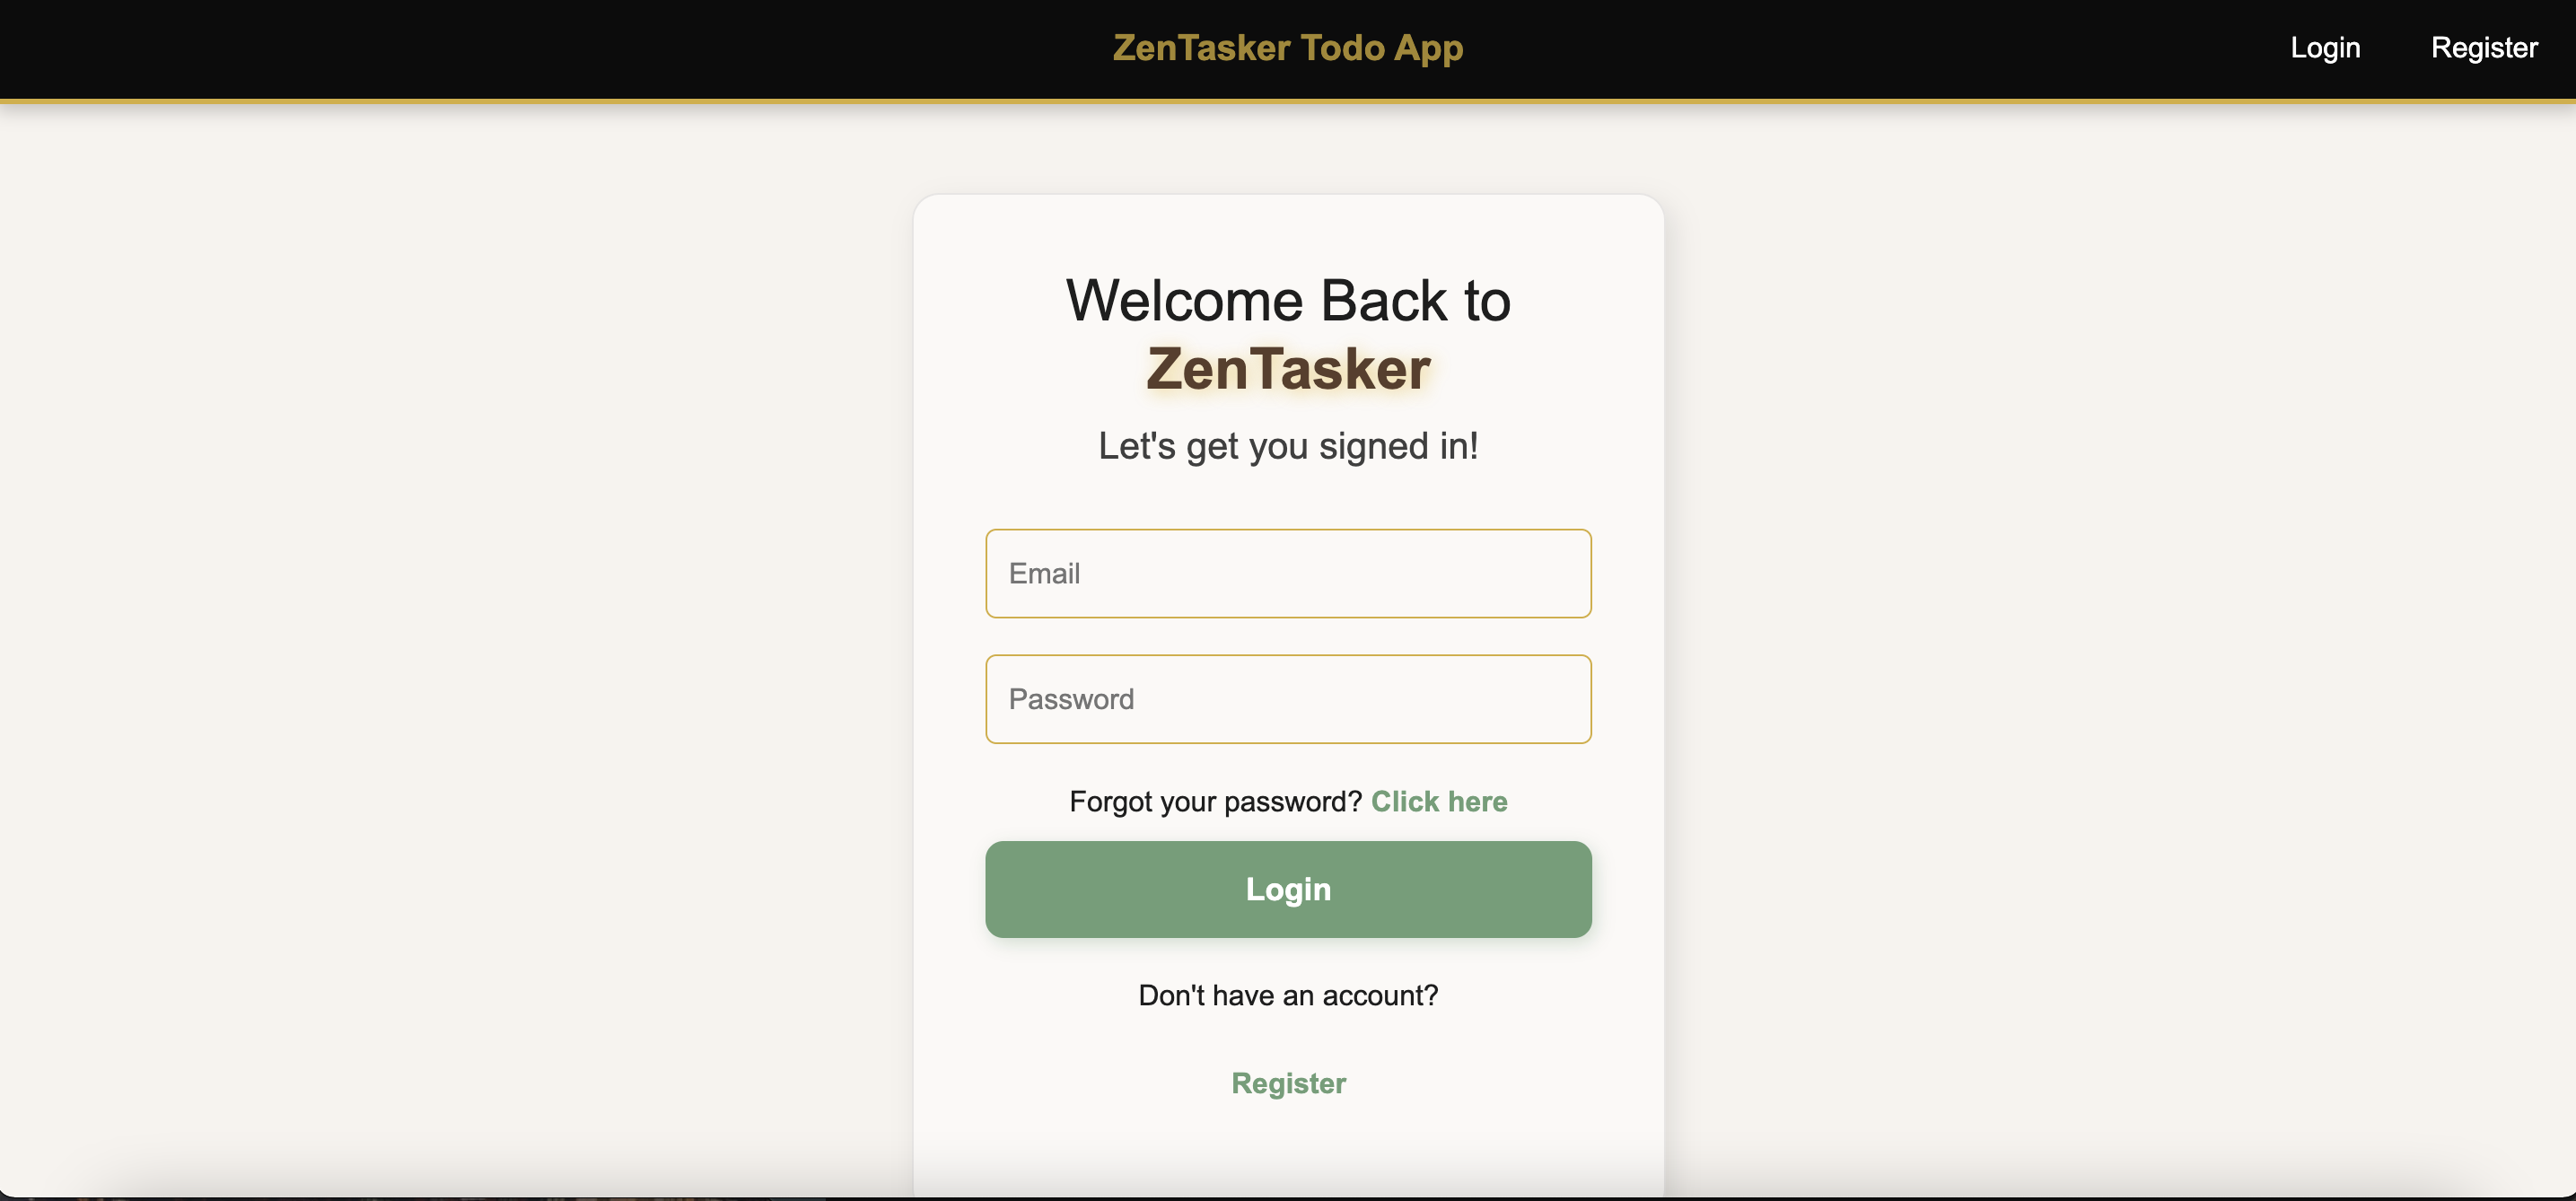 ZenTasker Todo App
Login
Register
Welcome Back to
ZenTasker
Let's get you signed in!
Email
Password
Forgot your password? Click here
Login
Don't have an account?
Register